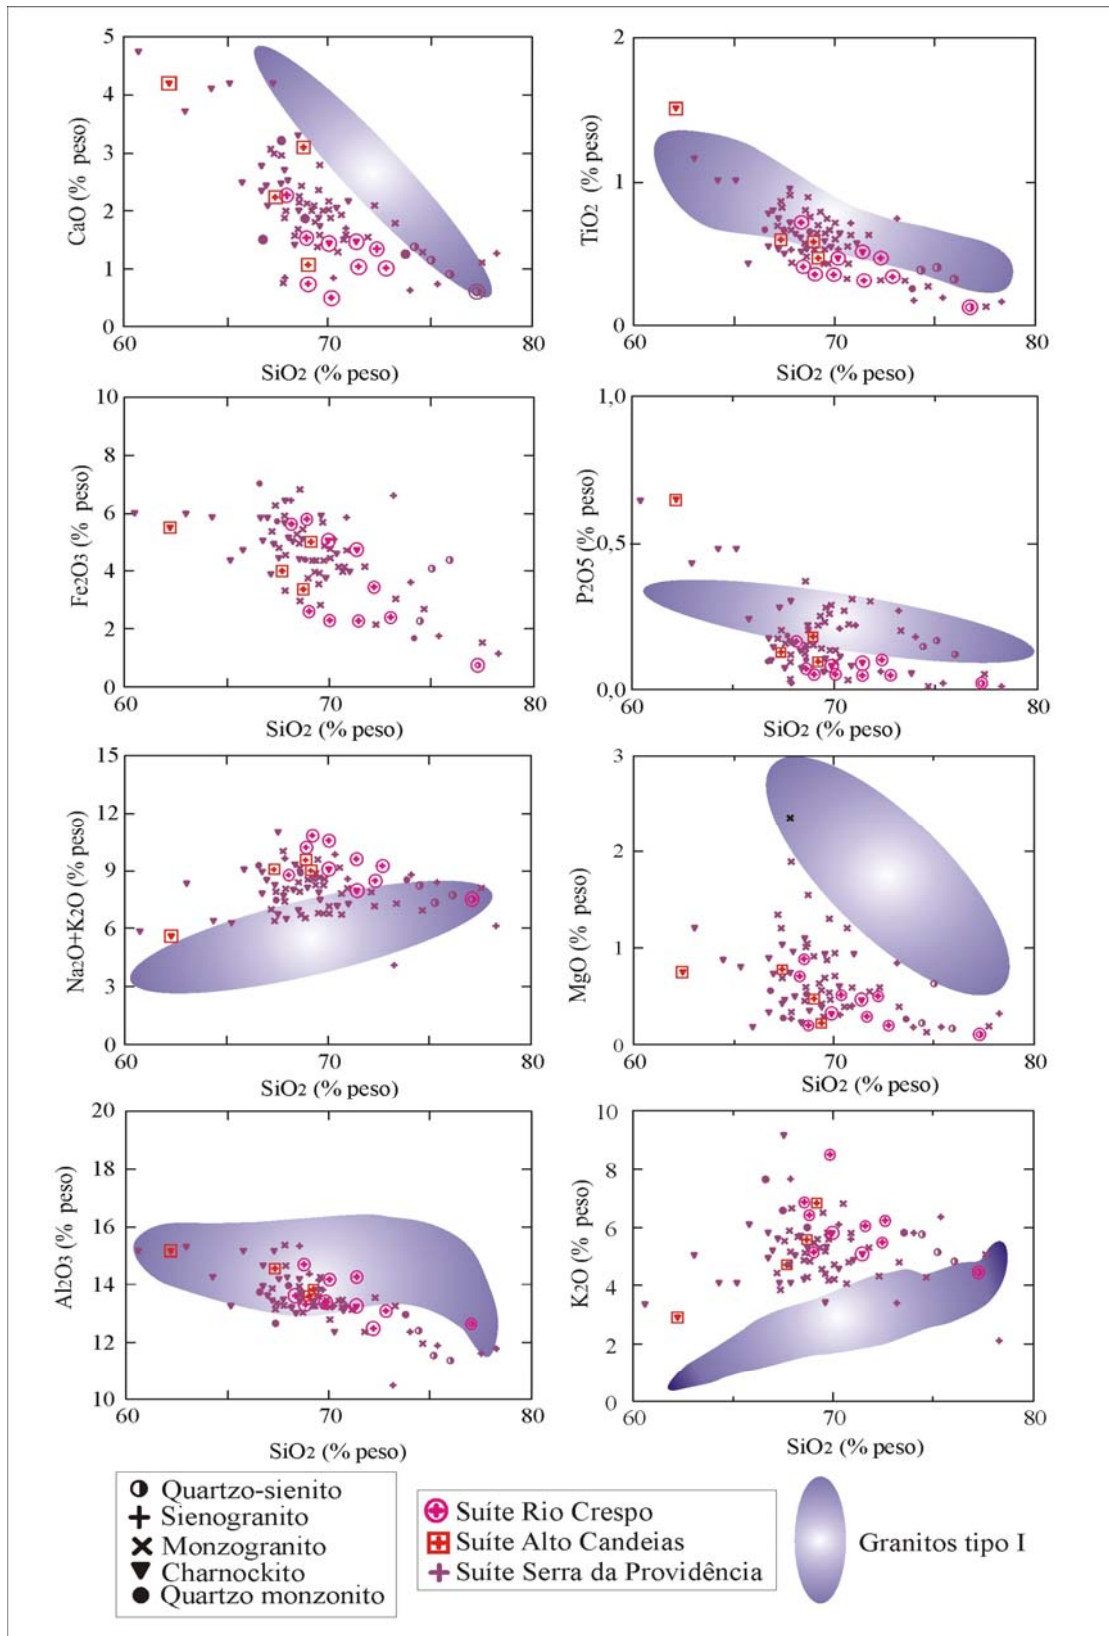 5
4
3
2
1
0
CaO (% peso)
60 70 80
SiO2 (% peso)
2
1
0
TiO2 (% peso)
60 70 80
SiO2 (% peso)
10
8
6
4
2
0
Fe2O3 (% peso)
60 70 80
SiO2 (% peso)
1,0
0,5
0,0
P2O5 (% peso)
60 70 80
SiO2 (% peso)
15
12
9
6
3
0
Na2O+K2O (% peso)
60 70 80
SiO2 (% peso)
3
2
1
0
MgO (% peso)
60 70 80
SiO2 (% peso)
20
18
16
14
12
10
Al2O3 (% peso)
60 70 80
SiO2 (% peso)
10
8
6
4
2
0
K2O (% peso)
60 70 80
SiO2 (% peso)
Quartzo-sienito
Sienogranito
Monzogranito
Charnockito
Quartzo monzonito
Suíte Rio Crespo
Suíte Alto Candeias
Suíte Serra da Providência
Granitos tipo I